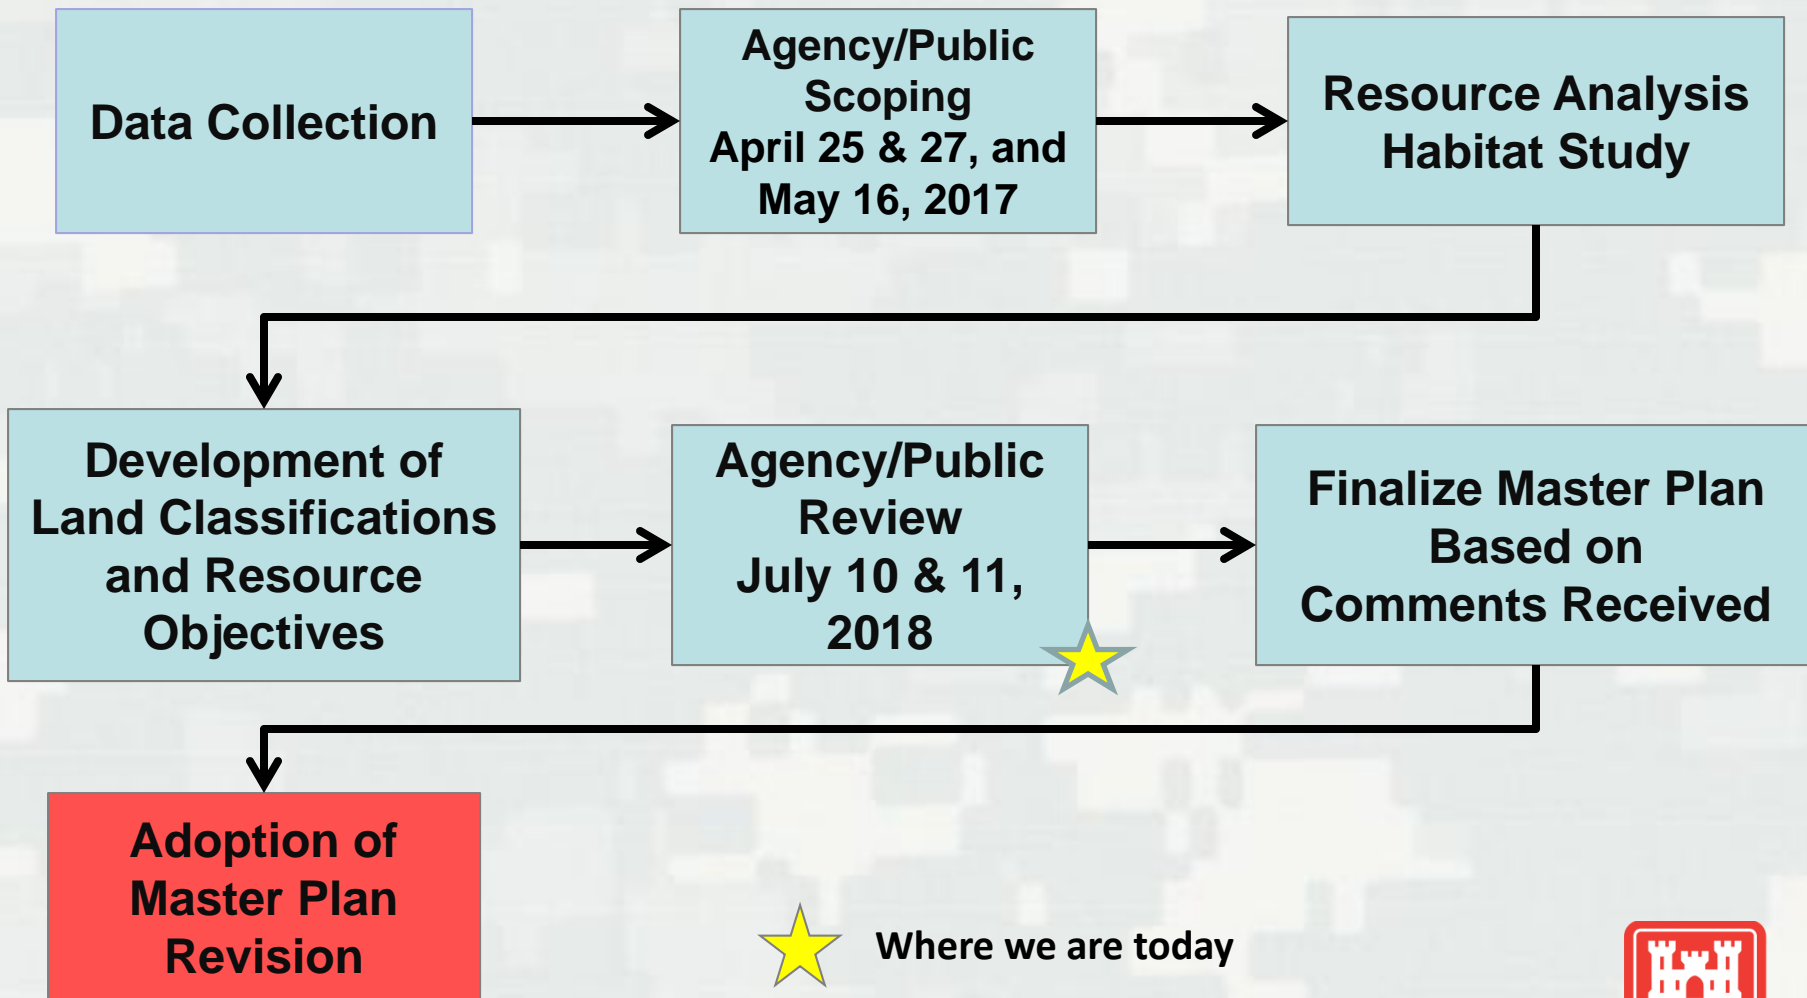 Data Collection
Agency/Public
Scoping
April 25 & 27, and
May 16, 2017
Resource Analysis
Habitat Study
Development of
Land Classifications
and Resource
Objectives
Agency/Public
Review
July 10 & 11,
2018
Finalize Master Plan
Based on
Comments Received
Adoption of
Master Plan
Revision
Where we are today